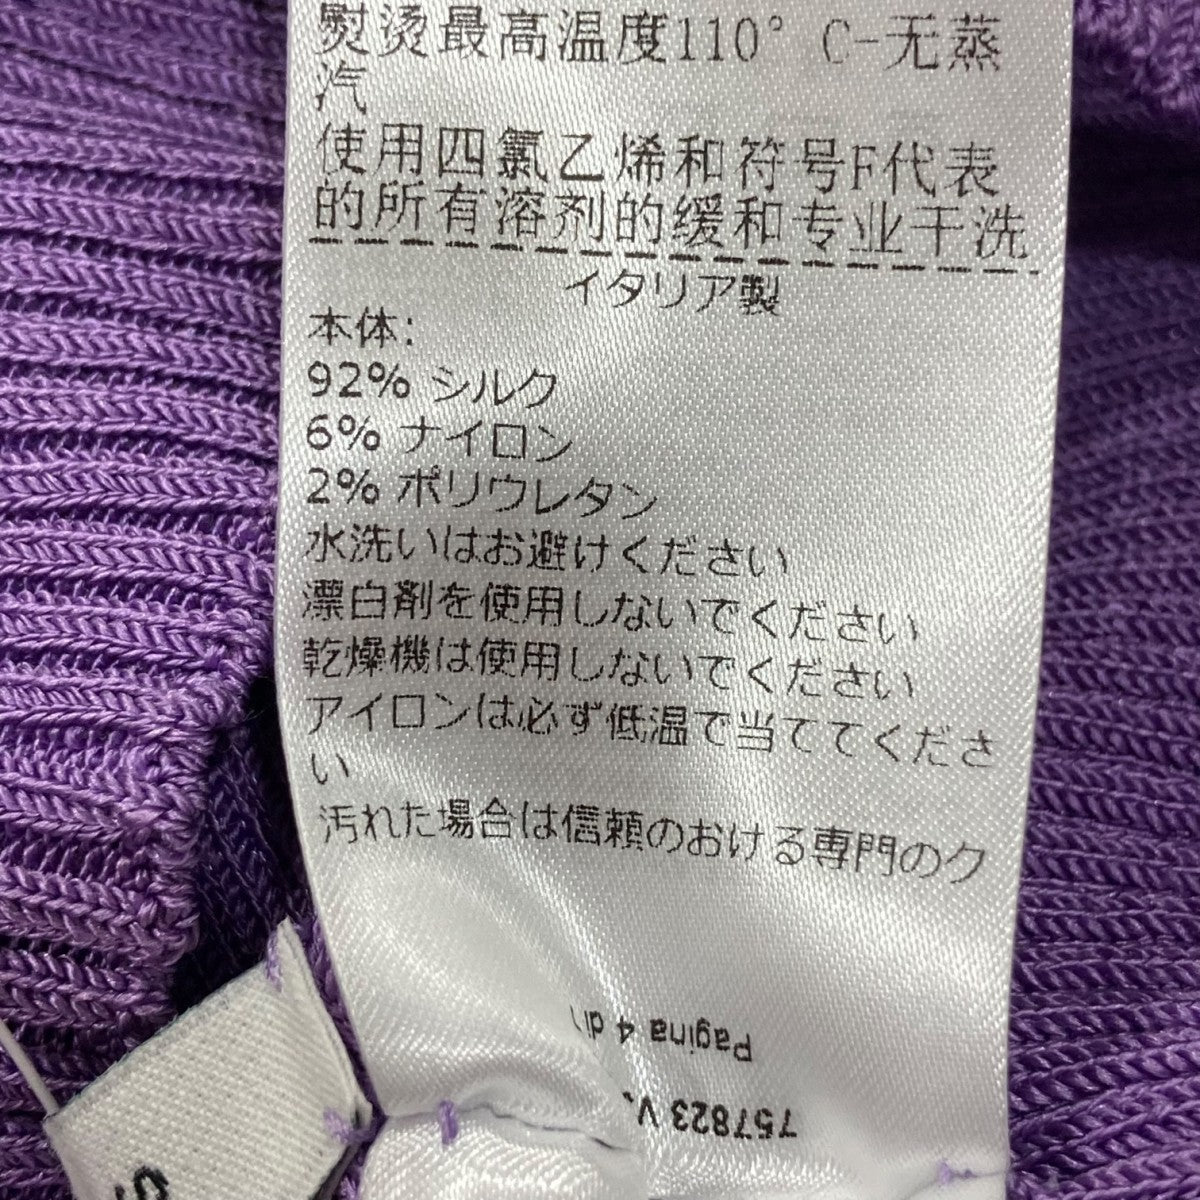 熨烫最高温度110° C-无蒸
汽
使用四氯乙烯和符号F代表
的所有溶剂的缓和专业干洗
イタリア製
本体:
92% シルク
6% ナイロン
2% ポリウレタン
水洗いはお避けください
漂白剤を使用しないでください
乾燥機は使用しないでください
アイロンは必ず低温で当ててくださ
い
汚れた場合は信頼のおける専門のク
Pagina 4 di
757823 V.